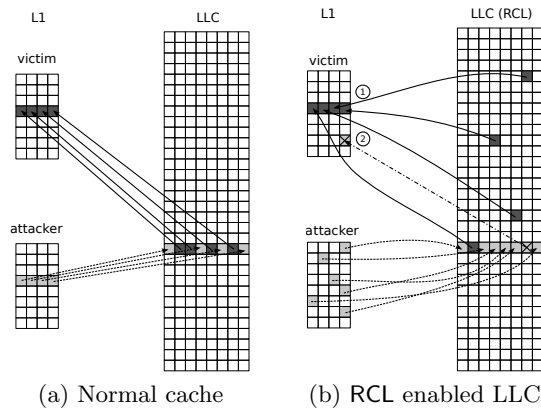 L1
LLC
victim
attacker
(a) Normal cache
L1
LLC (RCL)
victim
1
2
attacker
(b) RCL enabled LLC